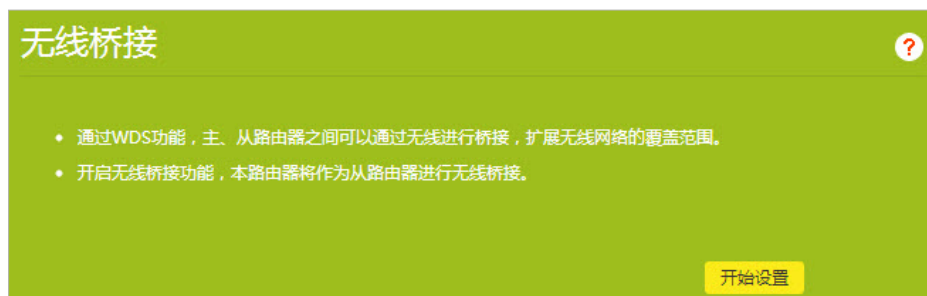 无线桥接
?
• 通过WDS功能，主、从路由器之间可以通过无线进行桥接，扩展无线网络的覆盖范围。
• 开启无线桥接功能，本路由器将作为从路由器进行无线桥接。
开始设置